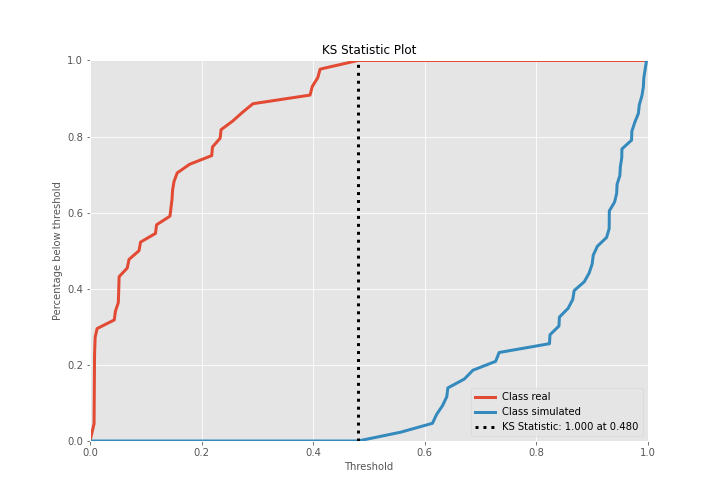 KS Statistic Plot
1.0
0.8
0.6
0.4
0.2
0.0
Percentage below threshold
0.0 0.2 0.4 0.6 0.8 1.0
Threshold
Class real
Class simulated
KS Statistic: 1.000 at 0.480